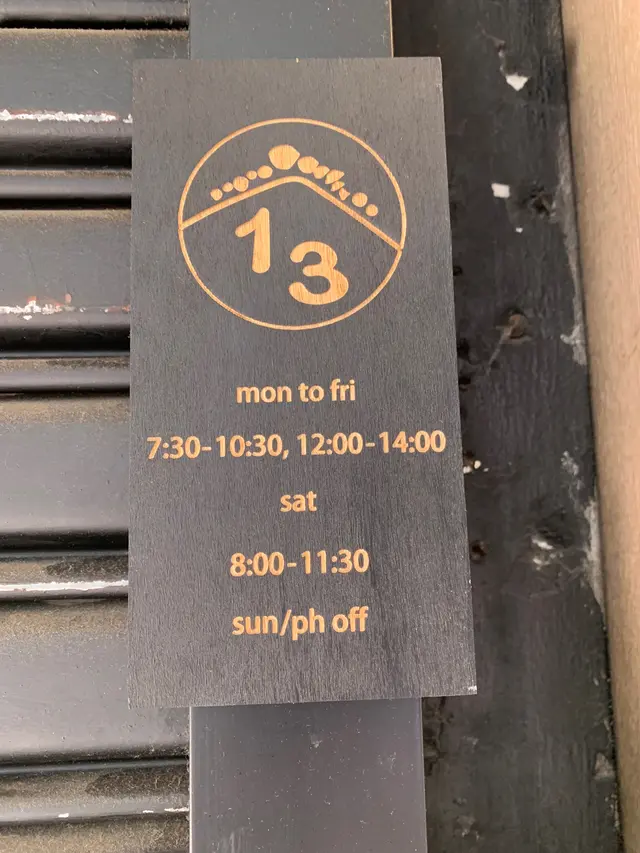 13
mon to fri
7:30-10:30, 12:00-14:00
sat
8:00-11:30
sun/ph off